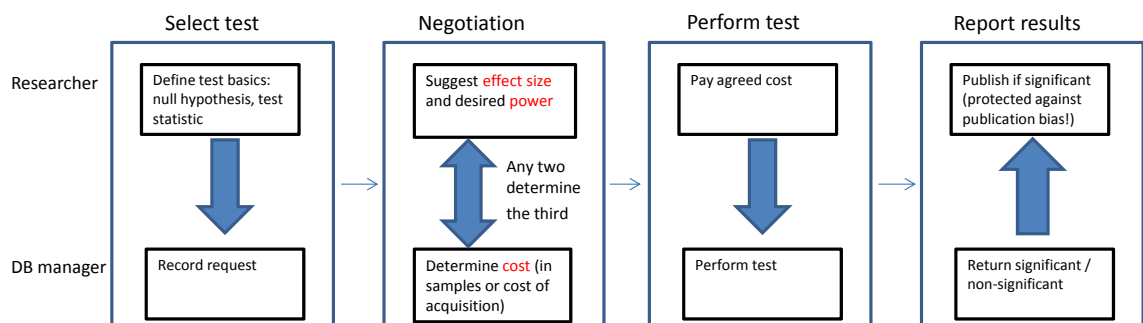 Select test
Negotiation
Perform test
Report results
Researcher
Define test basics:
null hypothesis, test
statistic
Suggest effect size
and desired power
Pay agreed cost
Publish if significant
(protected against
publication bias!)
Any two
determine
the third
DB manager
Record request
Determine cost (in
samples or cost of
acquisition)
Perform test
Return significant /
non-significant